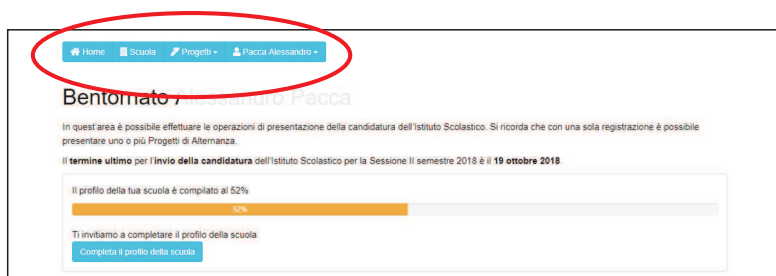 Home Scuola Progetti Pacca Alessandro
Bentornato Alessandro Pacca
In quest'area è possibile effettuare le operazioni di presentazione della candidatura dell'Istituto Scolastico. Si ricorda che con una sola registrazione è possibile
presentare uno o più Progetti di Alternanza.
Il termine ultimo per l'invio della candidatura dell'Istituto Scolastico per la Sessione II semestre 2018 è il 19 ottobre 2018.
Il profilo della tua scuola è compilato al 52%
52%
Ti invitiamo a completare il profilo della scuola
Completa il profilo della scuola